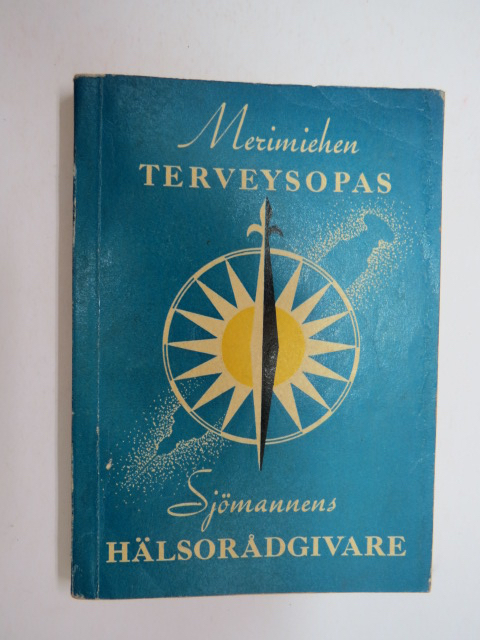 Merimiehen
TERVEYSOPAS
Sjömannens
HÄLSORÅDGIVARE